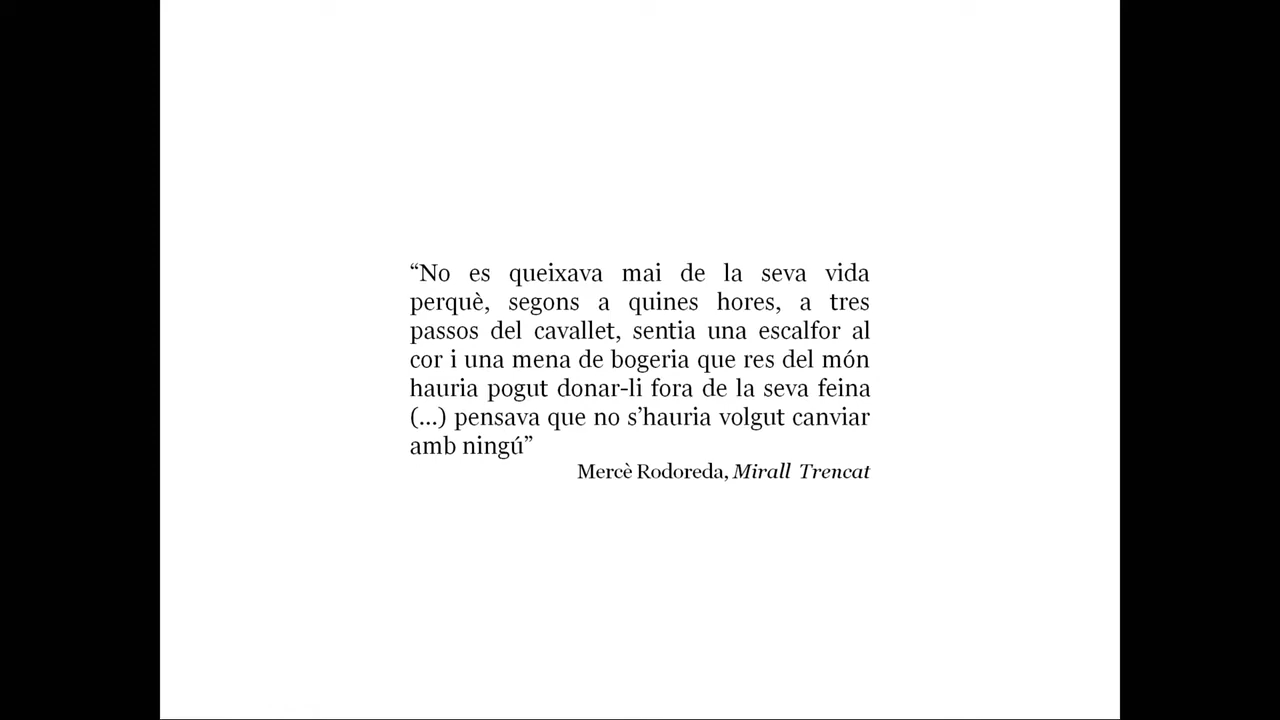 “No es queixava mai de la seva vida
perquè, segons a quines hores, a tres
passos del cavallet, sentia una escalfor al
cor i una mena de bogeria que res del món
hauria pogut donar-li fora de la seva feina
(...) pensava que no s’hauria volgut canviar
amb ningú”
Mercè Rodoreda, Mirall Trencat